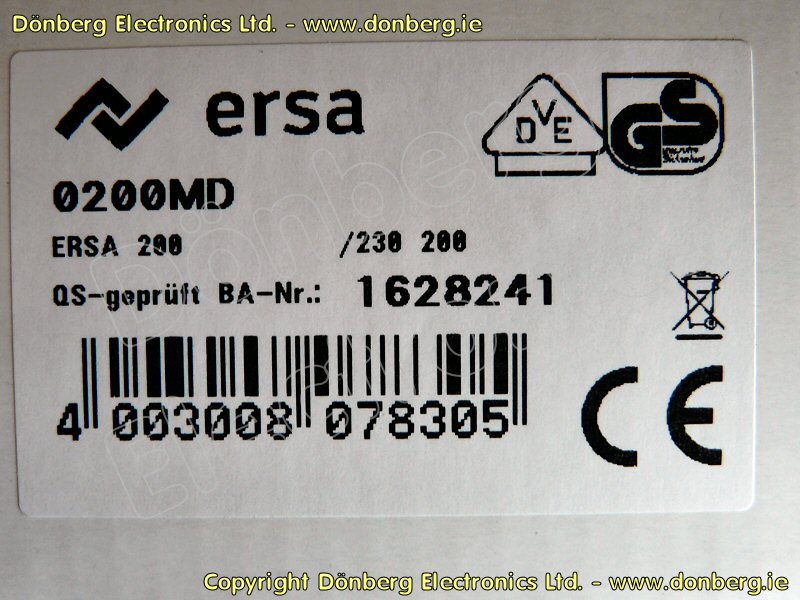 Dönberg Electronics Ltd. - www.donberg.ie
ersa
DVE
GS
0200MD
ERSA 200 /230 200
QS-geprüft BA-Nr.: 1628241
CE
4 003008 078305
Copyright Dönberg Electronics Ltd. - www.donberg.ie